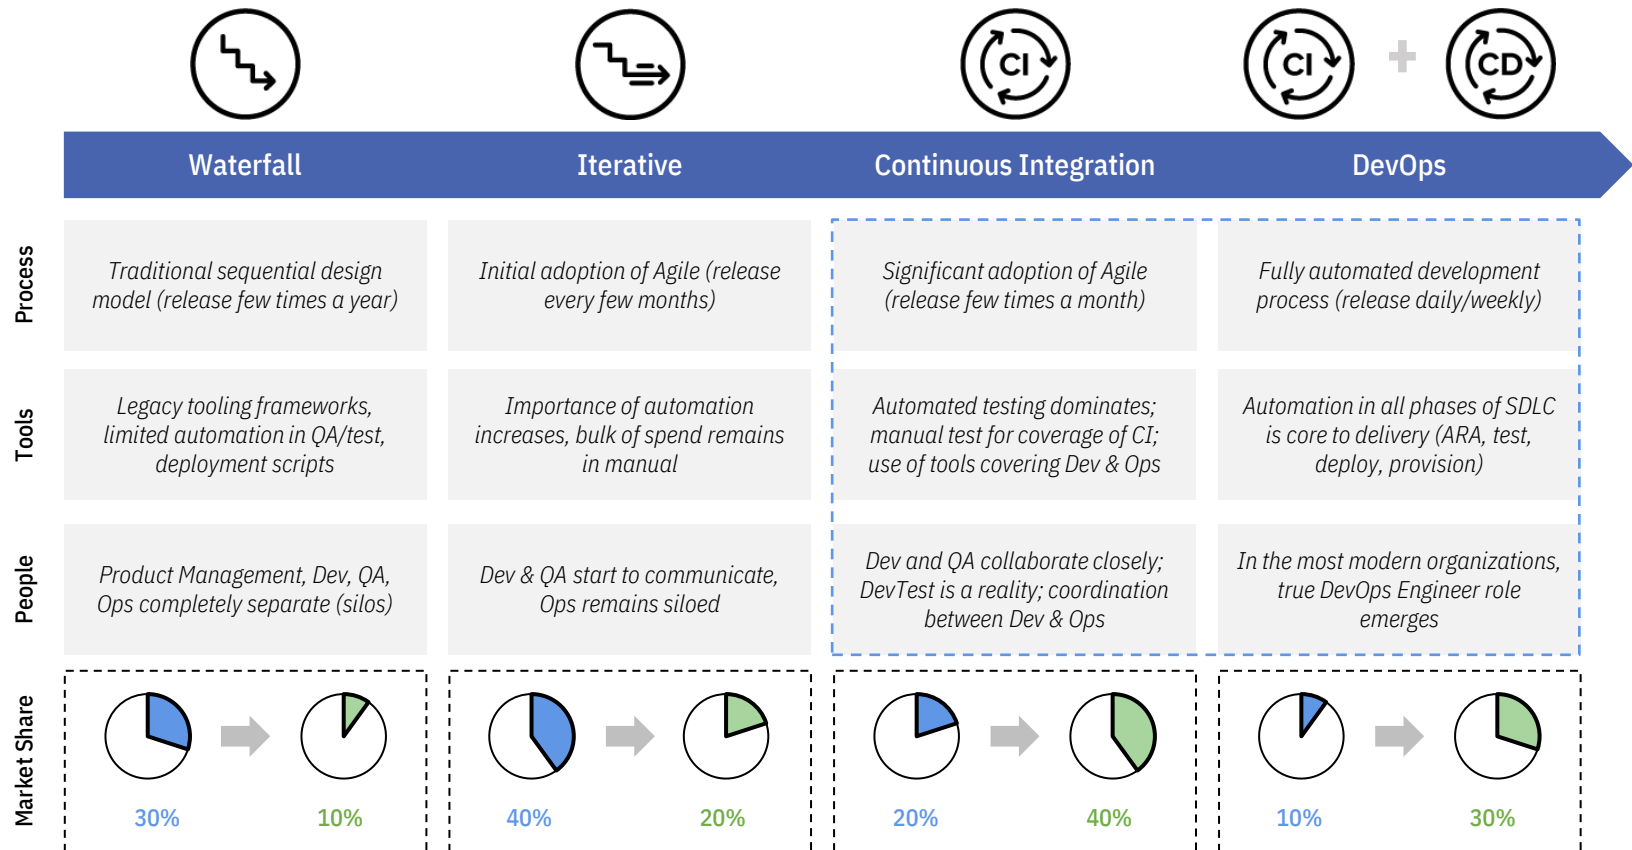 CI
CI
CD
Waterfall
Iterative
Continuous Integration
DevOps
Process
Traditional sequential design
model (release few times a year)
Initial adoption of Agile (release
every few months)
Significant adoption of Agile
(release few times a month)
Fully automated development
process (release daily/weekly)
Tools
Legacy tooling frameworks,
limited automation in QA/test,
deployment scripts
Importance of automation
increases, bulk of spend remains
in manual
Automated testing dominates;
manual test for coverage of CI;
use of tools covering Dev & Ops
Automation in all phases of SDLC
is core to delivery (ARA, test,
deploy, provision)
People
Product Management, Dev, QA,
Ops completely separate (silos)
Dev & QA start to communicate,
Ops remains siloed
Dev and QA collaborate closely;
DevTest is a reality; coordination
between Dev & Ops
In the most modern organizations,
true DevOps Engineer role
emerges
Market Share
30%
10%
40%
20%
20%
40%
10%
30%